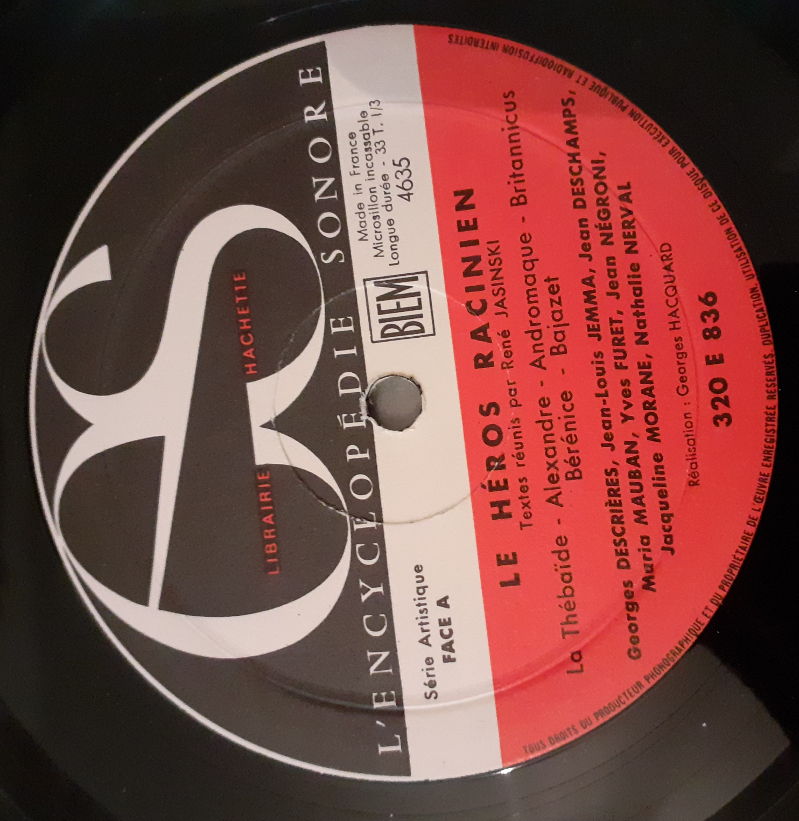 ES
LIBRAIRIE HACHETTE
L'ENCYCLOPÉDIE SONORE
Série Artistique
FACE A
BIEM
Made in France
Microsillon incassable
Longue durée - 33 T. 1/3
4635
LE HÉROS RACINIEN
Textes réunis par René JASINSKI
La Thébaïde - Alexandre - Andromaque - Britannicus
Bérénice - Bajazet
Georges DESCRIÈRES, Jean-Louis JEMMA, Jean DESCHAMPS,
Maria MAUBAN, Yves FURET, Jean NÉGRONI,
Jacqueline MORANE, Nathalie NERVAL
Réalisation : Georges HACQUARD
320 E 836
TOUS DROITS DU PRODUCTEUR PHONOGRAPHIQUE ET DU PROPRIÉTAIRE DE L'ŒUVRE ENREGISTRÉE RÉSERVÉS. DUPLICATION, UTILISATION DE CE DISQUE POUR EXÉCUTION PUBLIQUE ET RADIODIFFUSION INTERDITES